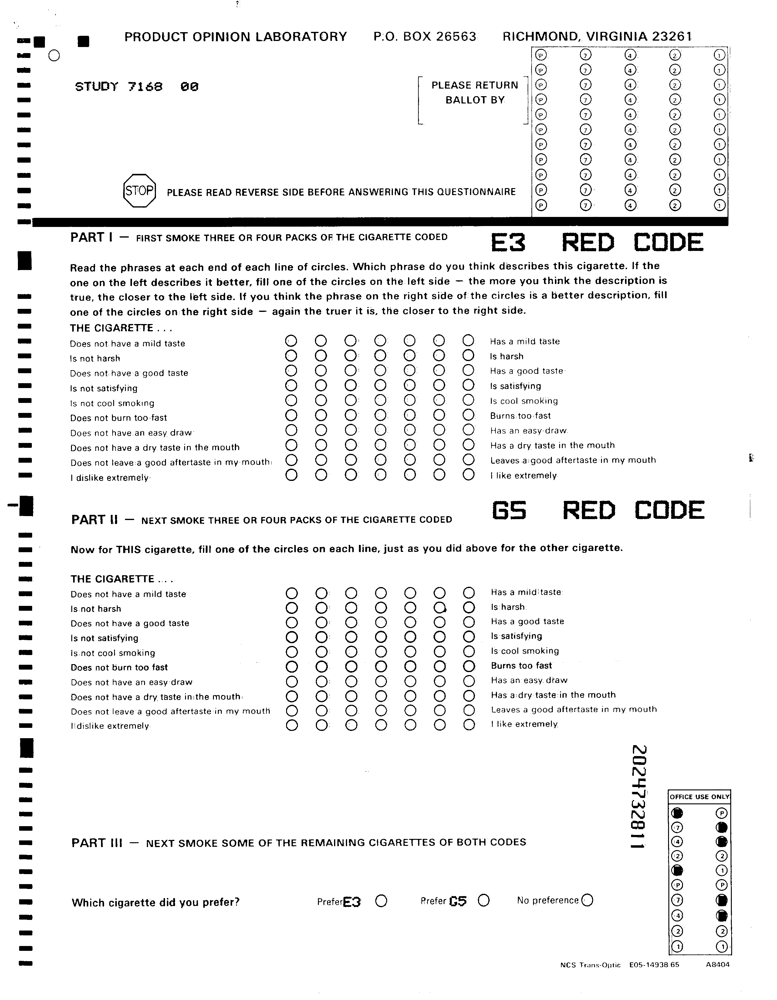 PRODUCT OPINION LABORATORY P.O. BOX 26563 RICHMOND, VIRGINIA 23261
STUDY 7168 00
PLEASE RETURN
BALLOT BY
STOP PLEASE READ REVERSE SIDE BEFORE ANSWERING THIS QUESTIONNAIRE
P 7 4 2 1
P 7 4 2 1
P 7 4 2 1
P 7 4 2 1
P 7 4 2 1
P 7 4 2 1
P 7 4 2 1
P 7 4 2 1
P 7 4 2 1
P 7 4 2 1
P 7 4 2 1
PART I — FIRST SMOKE THREE OR FOUR PACKS OF THE CIGARETTE CODED E3 RED CODE
Read the phrases at each end of each line of circles. Which phrase do you think describes this cigarette. If the
one on the left describes it better, fill one of the circles on the left side — the more you think the description is
true, the closer to the left side. If you think the phrase on the right side of the circles is a better description, fill
one of the circles on the right side — again the truer it is, the closer to the right side.
THE CIGARETTE . . .
Does not have a mild taste Has a mild taste
Is not harsh Is harsh
Does not have a good taste Has a good taste
Is not satisfying Is satisfying
Is not cool smoking Is cool smoking
Does not burn too fast Burns too fast
Does not have an easy draw Has an easy draw
Does not have a dry taste in the mouth Has a dry taste in the mouth
Does not leave a good aftertaste in my mouth Leaves a good aftertaste in my mouth
I dislike extremely I like extremely
PART II — NEXT SMOKE THREE OR FOUR PACKS OF THE CIGARETTE CODED G5 RED CODE
Now for THIS cigarette, fill one of the circles on each line, just as you did above for the other cigarette.
THE CIGARETTE . . .
Does not have a mild taste Has a mild taste
Is not harsh Is harsh
Does not have a good taste Has a good taste
Is not satisfying Is satisfying
Is not cool smoking Is cool smoking
Does not burn too fast Burns too fast
Does not have an easy draw Has an easy draw
Does not have a dry taste in the mouth Has a dry taste in the mouth
Does not leave a good aftertaste in my mouth Leaves a good aftertaste in my mouth
I dislike extremely I like extremely
2024732811
OFFICE USE ONLY
P
7
4
2 2
1
P P
7
4
2 2
1 1
PART III — NEXT SMOKE SOME OF THE REMAINING CIGARETTES OF BOTH CODES
Which cigarette did you prefer? Prefer E3 Prefer G5 No preference
NCS Trans-Optic E05-14938-65 A8404